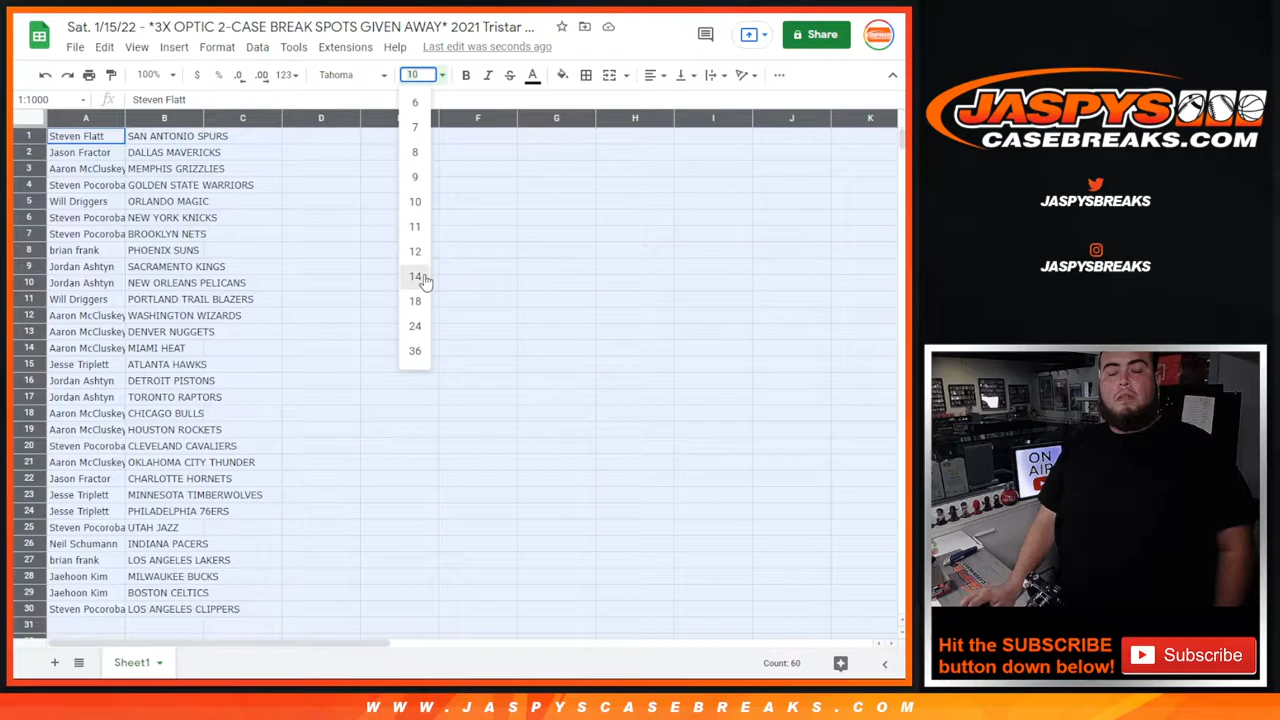 Sat. 1/15/22 - *3X OPTIC 2-CASE BREAK SPOTS GIVEN AWAY* 2021 Tristar ...
Share
File Edit View Insert Format Data Tools Extensions Help Last edit was seconds ago
100% $ % .0 .00 123 Tahoma 10 B I S A
1:1000 fx Steven Flatt
6
7
8
9
10
11
12
14
18
24
36
A B C D F G H I J K
1 Steven Flatt SAN ANTONIO SPURS
2 Jason Fractor DALLAS MAVERICKS
3 Aaron McCluskey MEMPHIS GRIZZLIES
4 Steven Pocoroba GOLDEN STATE WARRIORS
5 Will Driggers ORLANDO MAGIC
6 Steven Pocoroba NEW YORK KNICKS
7 Steven Pocoroba BROOKLYN NETS
8 brian frank PHOENIX SUNS
9 Jordan Ashtyn SACRAMENTO KINGS
10 Jordan Ashtyn NEW ORLEANS PELICANS
11 Will Driggers PORTLAND TRAIL BLAZERS
12 Aaron McCluskey WASHINGTON WIZARDS
13 Aaron McCluskey DENVER NUGGETS
14 Aaron McCluskey MIAMI HEAT
15 Jesse Triplett ATLANTA HAWKS
16 Jordan Ashtyn DETROIT PISTONS
17 Jordan Ashtyn TORONTO RAPTORS
18 Aaron McCluskey CHICAGO BULLS
19 Aaron McCluskey HOUSTON ROCKETS
20 Steven Pocoroba CLEVELAND CAVALIERS
21 Aaron McCluskey OKLAHOMA CITY THUNDER
22 Jason Fractor CHARLOTTE HORNETS
23 Jesse Triplett MINNESOTA TIMBERWOLVES
24 Jesse Triplett PHILADELPHIA 76ERS
25 Steven Pocoroba UTAH JAZZ
26 Neil Schumann INDIANA PACERS
27 brian frank LOS ANGELES LAKERS
28 Jaehoon Kim MILWAUKEE BUCKS
29 Jaehoon Kim BOSTON CELTICS
30 Steven Pocoroba LOS ANGELES CLIPPERS
31
Sheet1 Count: 60
JASPYS
CASEBREAKS.COM
JASPYSBREAKS
JASPYSBREAKS
ON
AIR
Hit the SUBSCRIBE
button down below!
Subscribe
WWW.JASPYSCASEBREAKS.COM